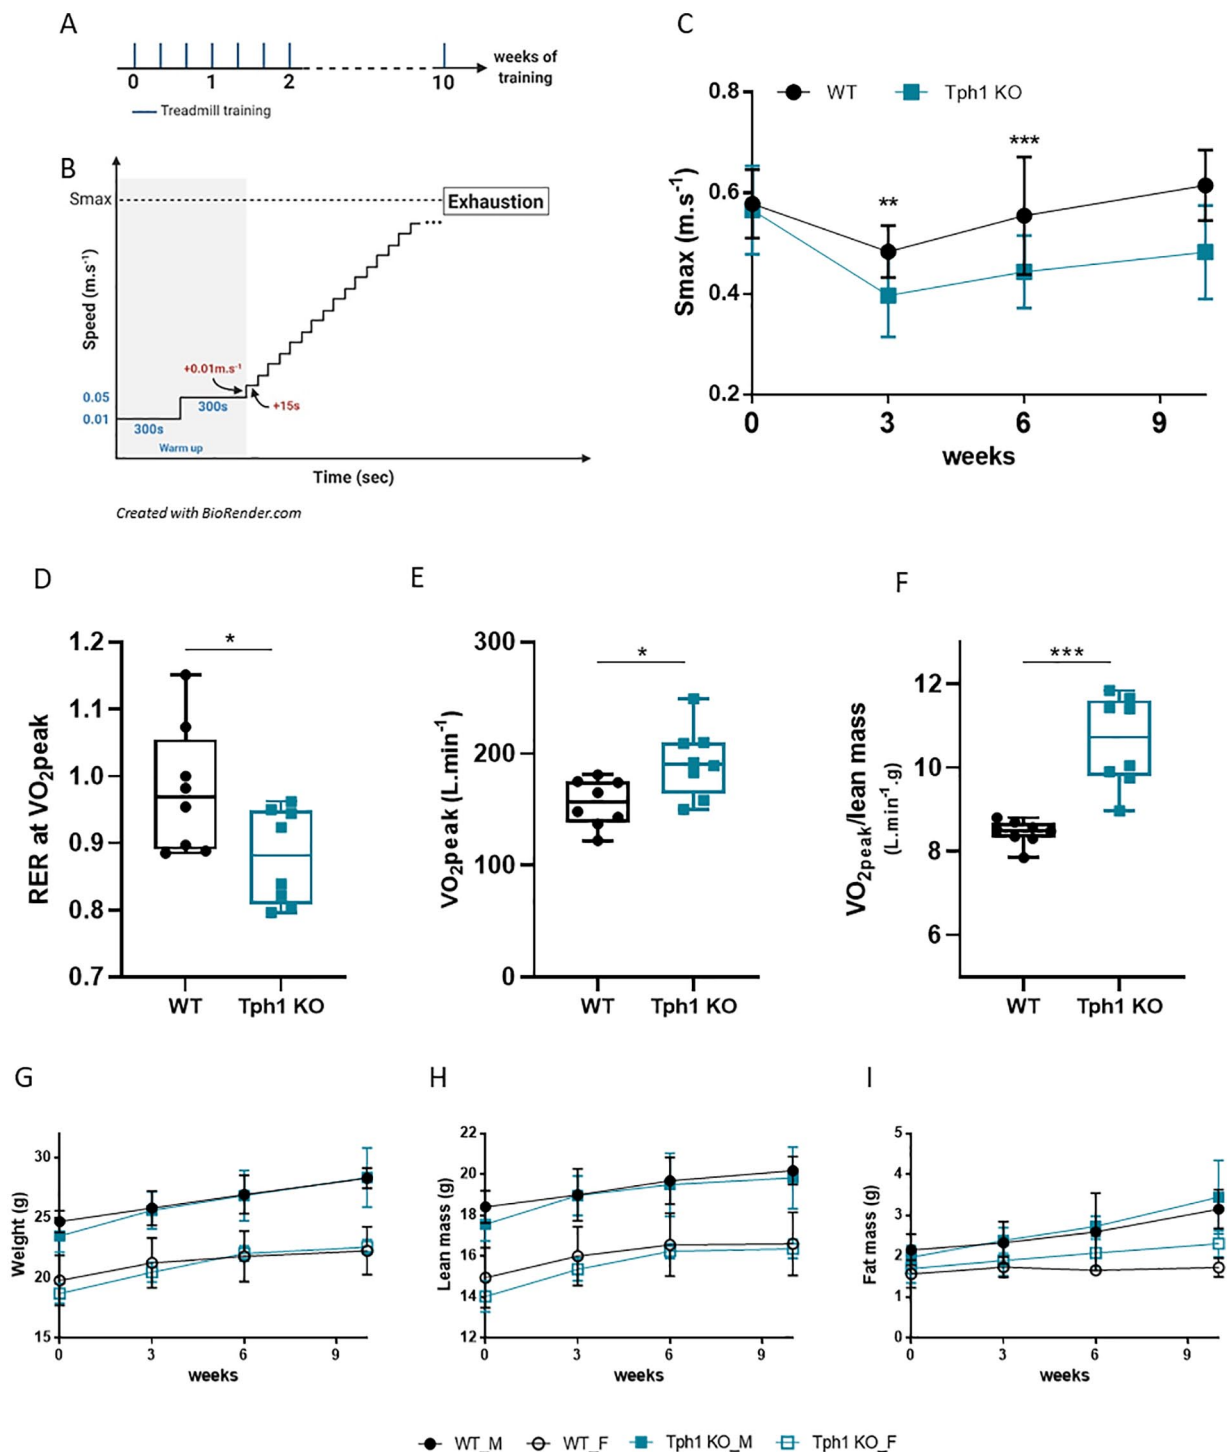 A
0 1 2 10
weeks of
training
Treadmill training
B
Smax
Exhaustion
Speed (m.s⁻¹)
+0.01m.s⁻¹
0.05
300s
+15s
0.01
300s
Warm up
Time (sec)
Created with BioRender.com
C
WT Tph1 KO
0.8
0.6
0.4
0.2
Smax (m.s⁻¹)
**
***
0 3 6 9
weeks
D
1.2
1.1
1.0
0.9
0.8
0.7
RER at VO₂peak
*
WT Tph1 KO
E
300
200
100
0
VO₂peak (L.min⁻¹)
*
WT Tph1 KO
F
12
10
8
6
VO₂peak/lean mass
(L.min⁻¹·g)
***
WT Tph1 KO
G
30
25
20
15
Weight (g)
0 3 6 9
weeks
H
22
20
18
16
14
12
Lean mass (g)
0 3 6 9
weeks
I
5
4
3
2
1
0
Fat mass (g)
0 3 6 9
weeks
WT_M WT_F Tph1 KO_M Tph1 KO_F